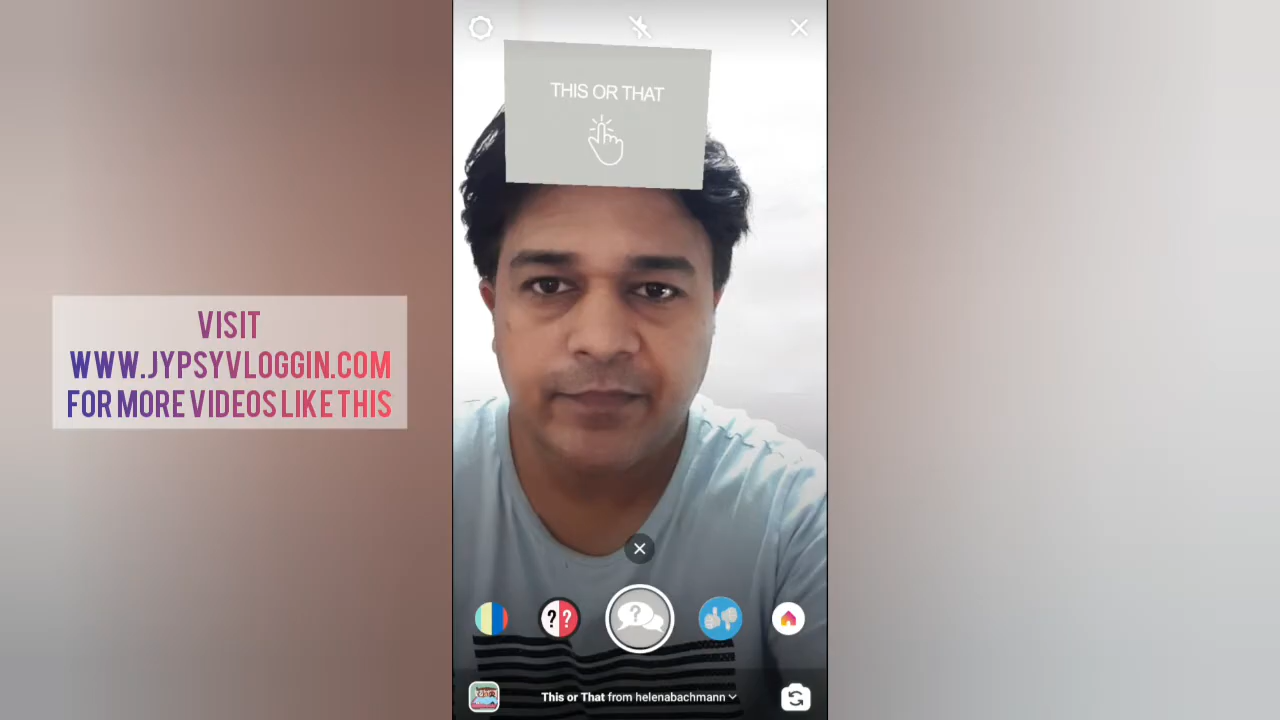 THIS OR THAT
VISIT
WWW.JYPSYVLOGGIN.COM
FOR MORE VIDEOS LIKE THIS
? ?
?
This or That from helenabachmann